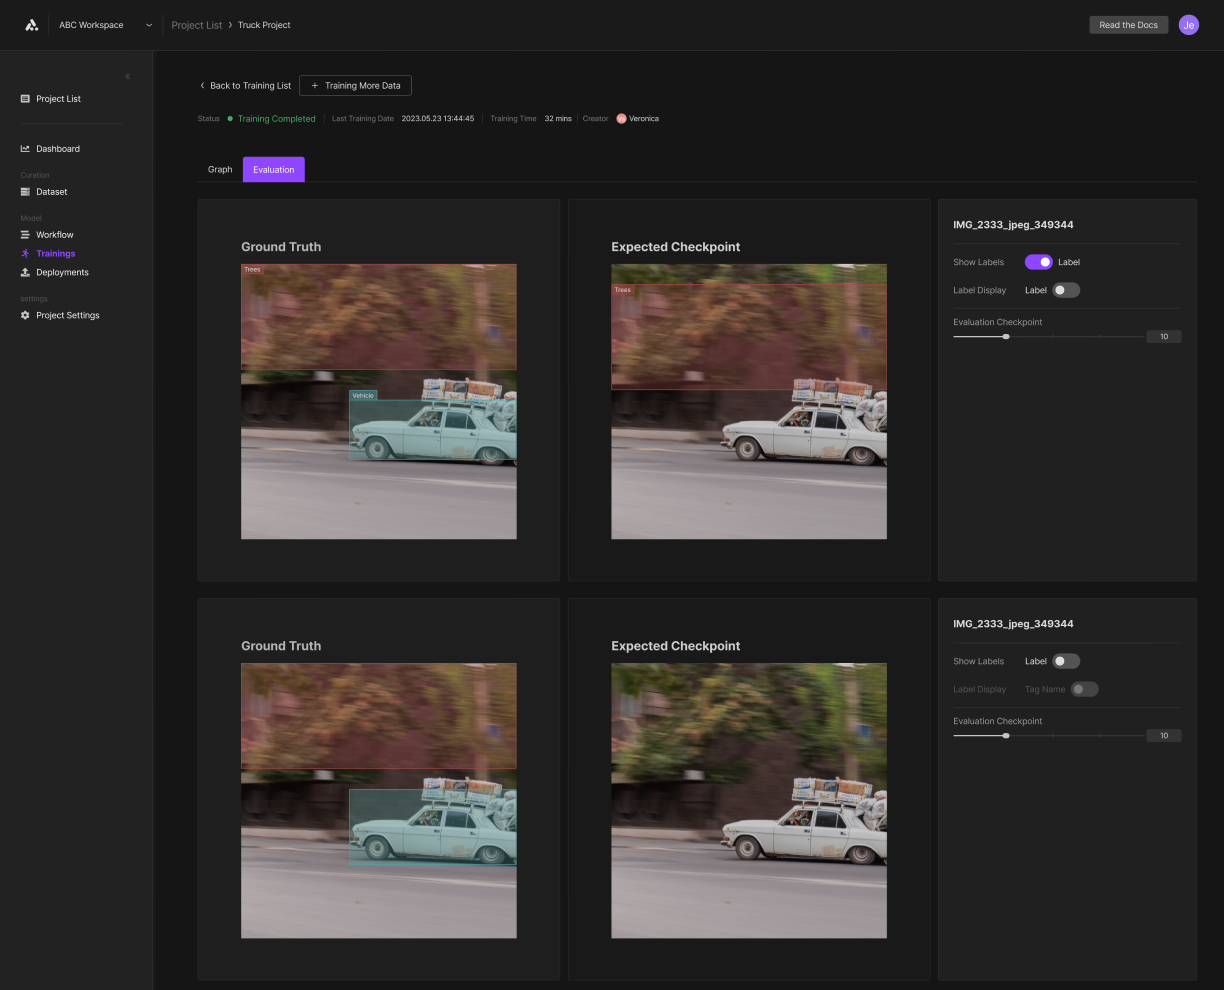 ABC Workspace Project List > Truck Project Read the Docs Je
Back to Training List + Training More Data
Project List
Status Training Completed Last Training Date 2023.05.23 13:44:45 Training Time 32 mins Creator Ve Veronica
Dashboard
Curation
Dataset
Model
Workflow
Trainings
Deployments
settings
Project Settings
Graph Evaluation
Ground Truth
Trees
Vehicle
Expected Checkpoint
Trees
IMG_2333_jpeg_349344
Show Labels Label
Label Display Label
Evaluation Checkpoint
10
Ground Truth
Expected Checkpoint
IMG_2333_jpeg_349344
Show Labels Label
Label Display Tag Name
Evaluation Checkpoint
10